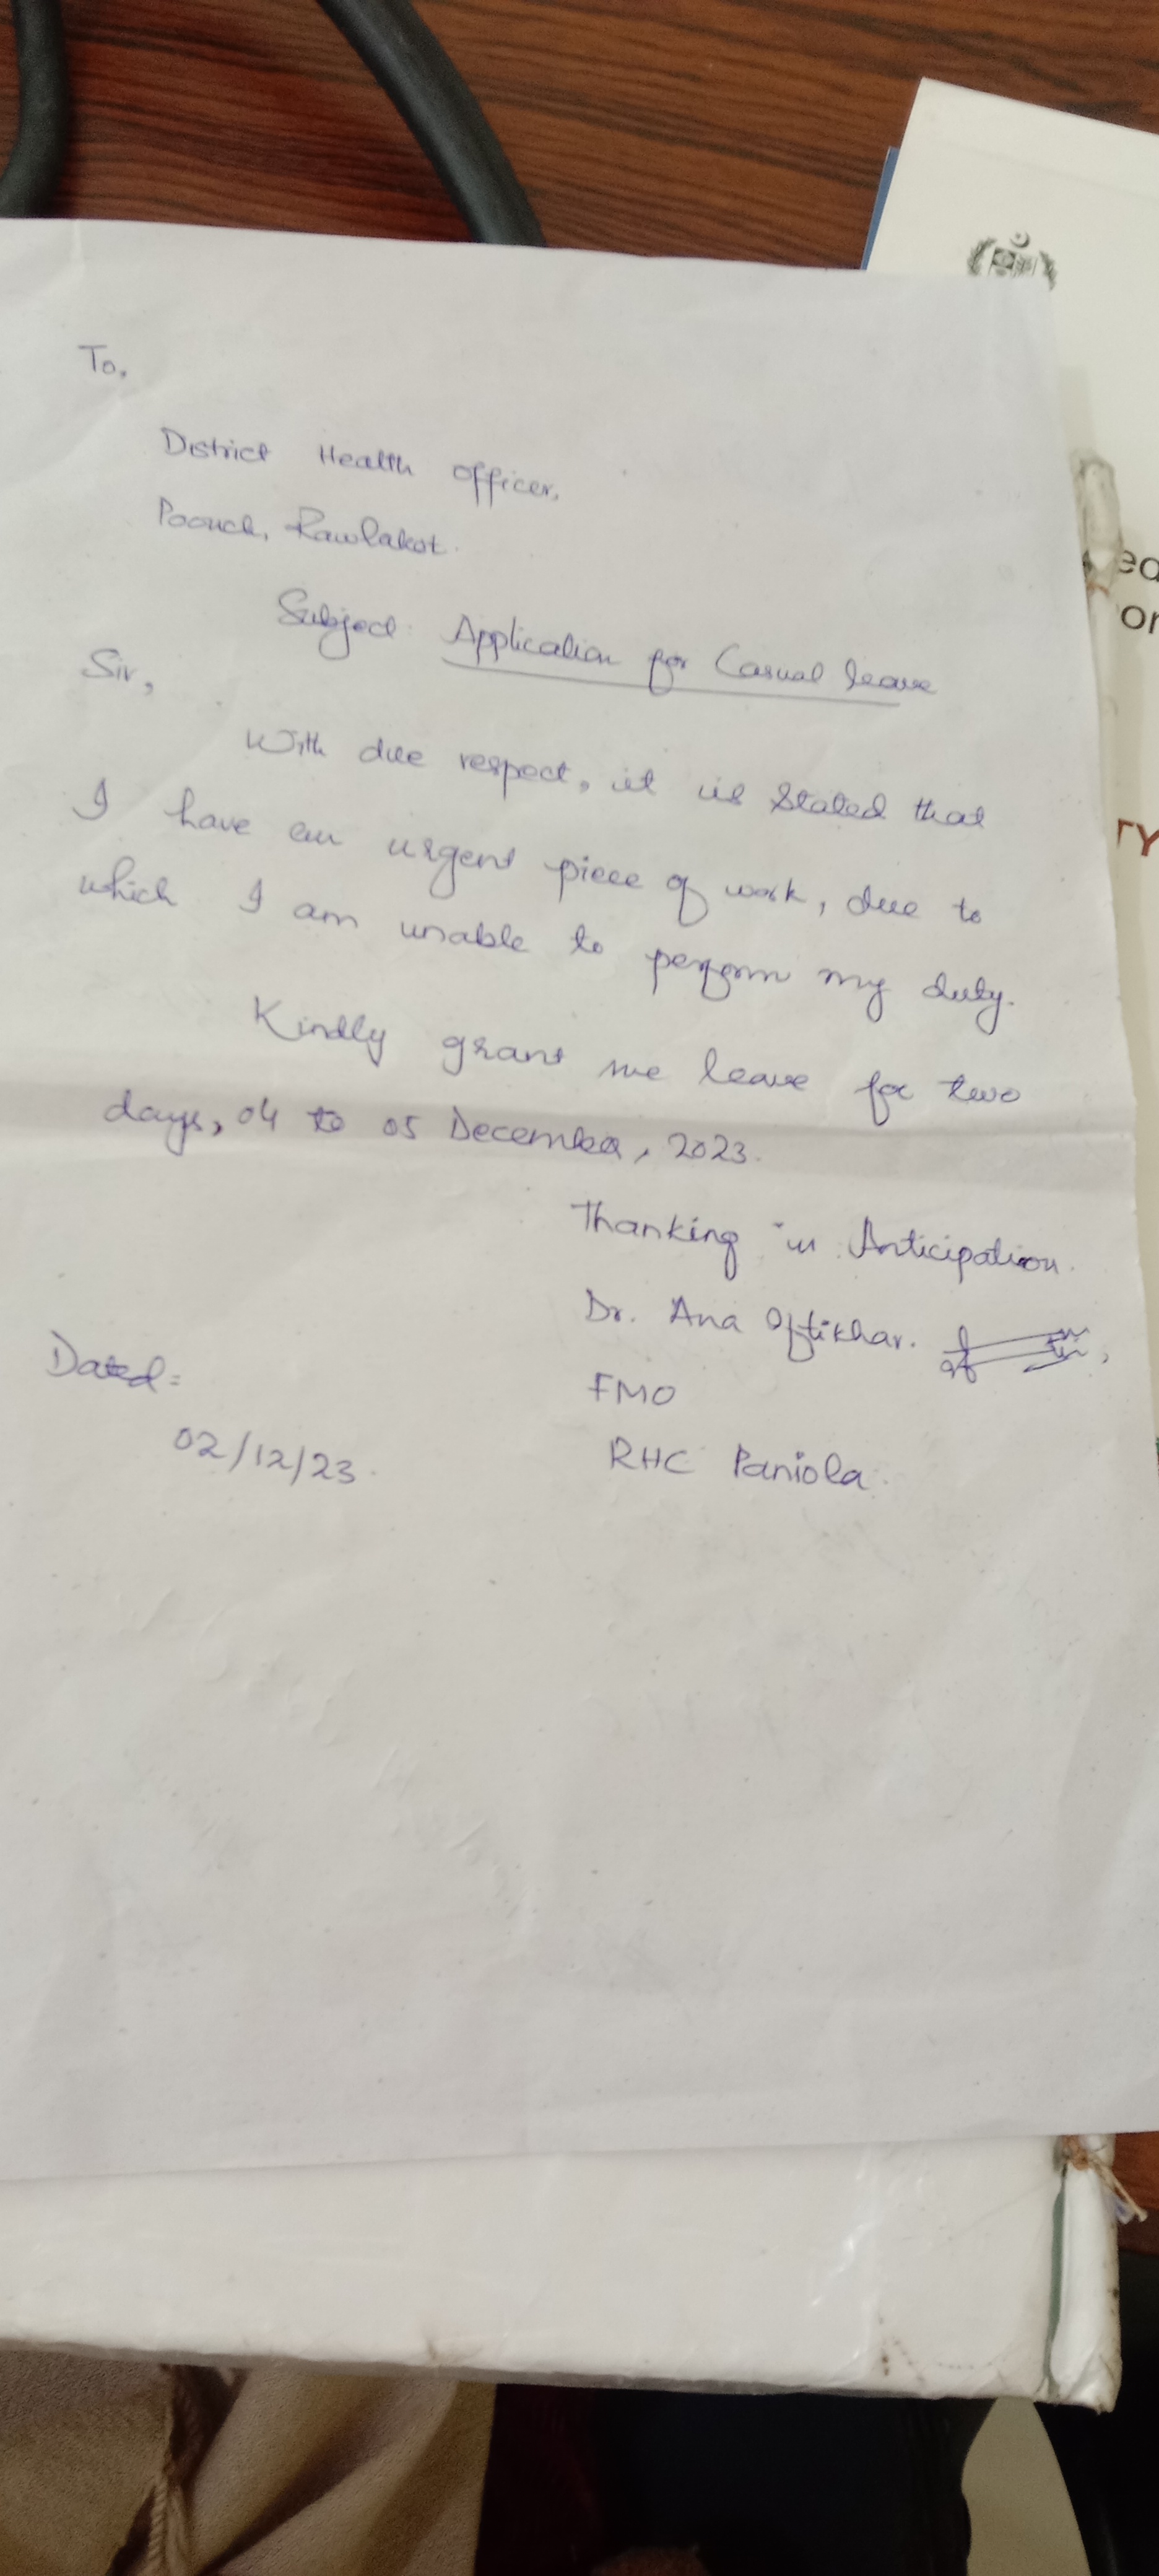 To,
District Health Officer,
Poonch, Rawlakot.
Subject: Application for Casual leave
Sir,
With due respect, it is stated that
I have an urgent piece of work, due to
which I am unable to perform my duty.
Kindly grant me leave for two
days, 04 to 05 December, 2023.
Thanking in Anticipation.
Dr. Ana Iftikhar.
FMO
RHC Paniola.
Dated:
02/12/23.
TY